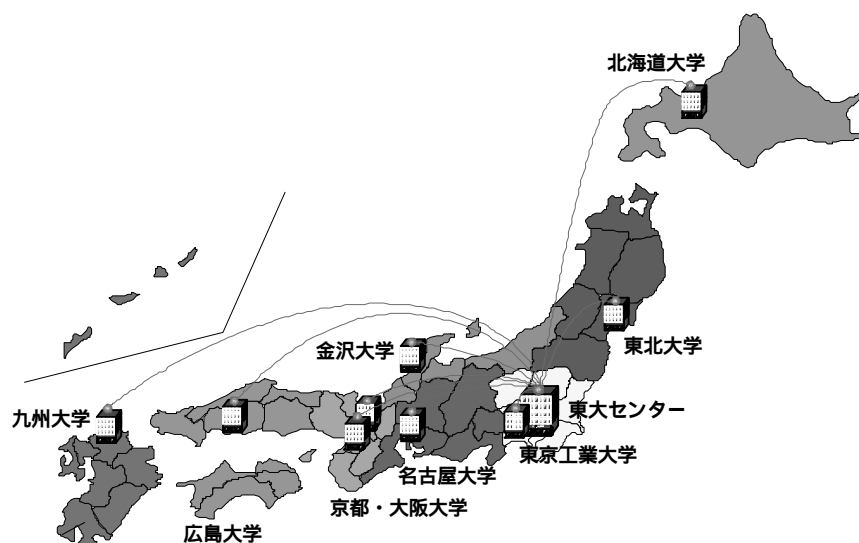 北海道大学
東北大学
金沢大学
九州大学
東大センター
東京工業大学
名古屋大学
京都・大阪大学
広島大学